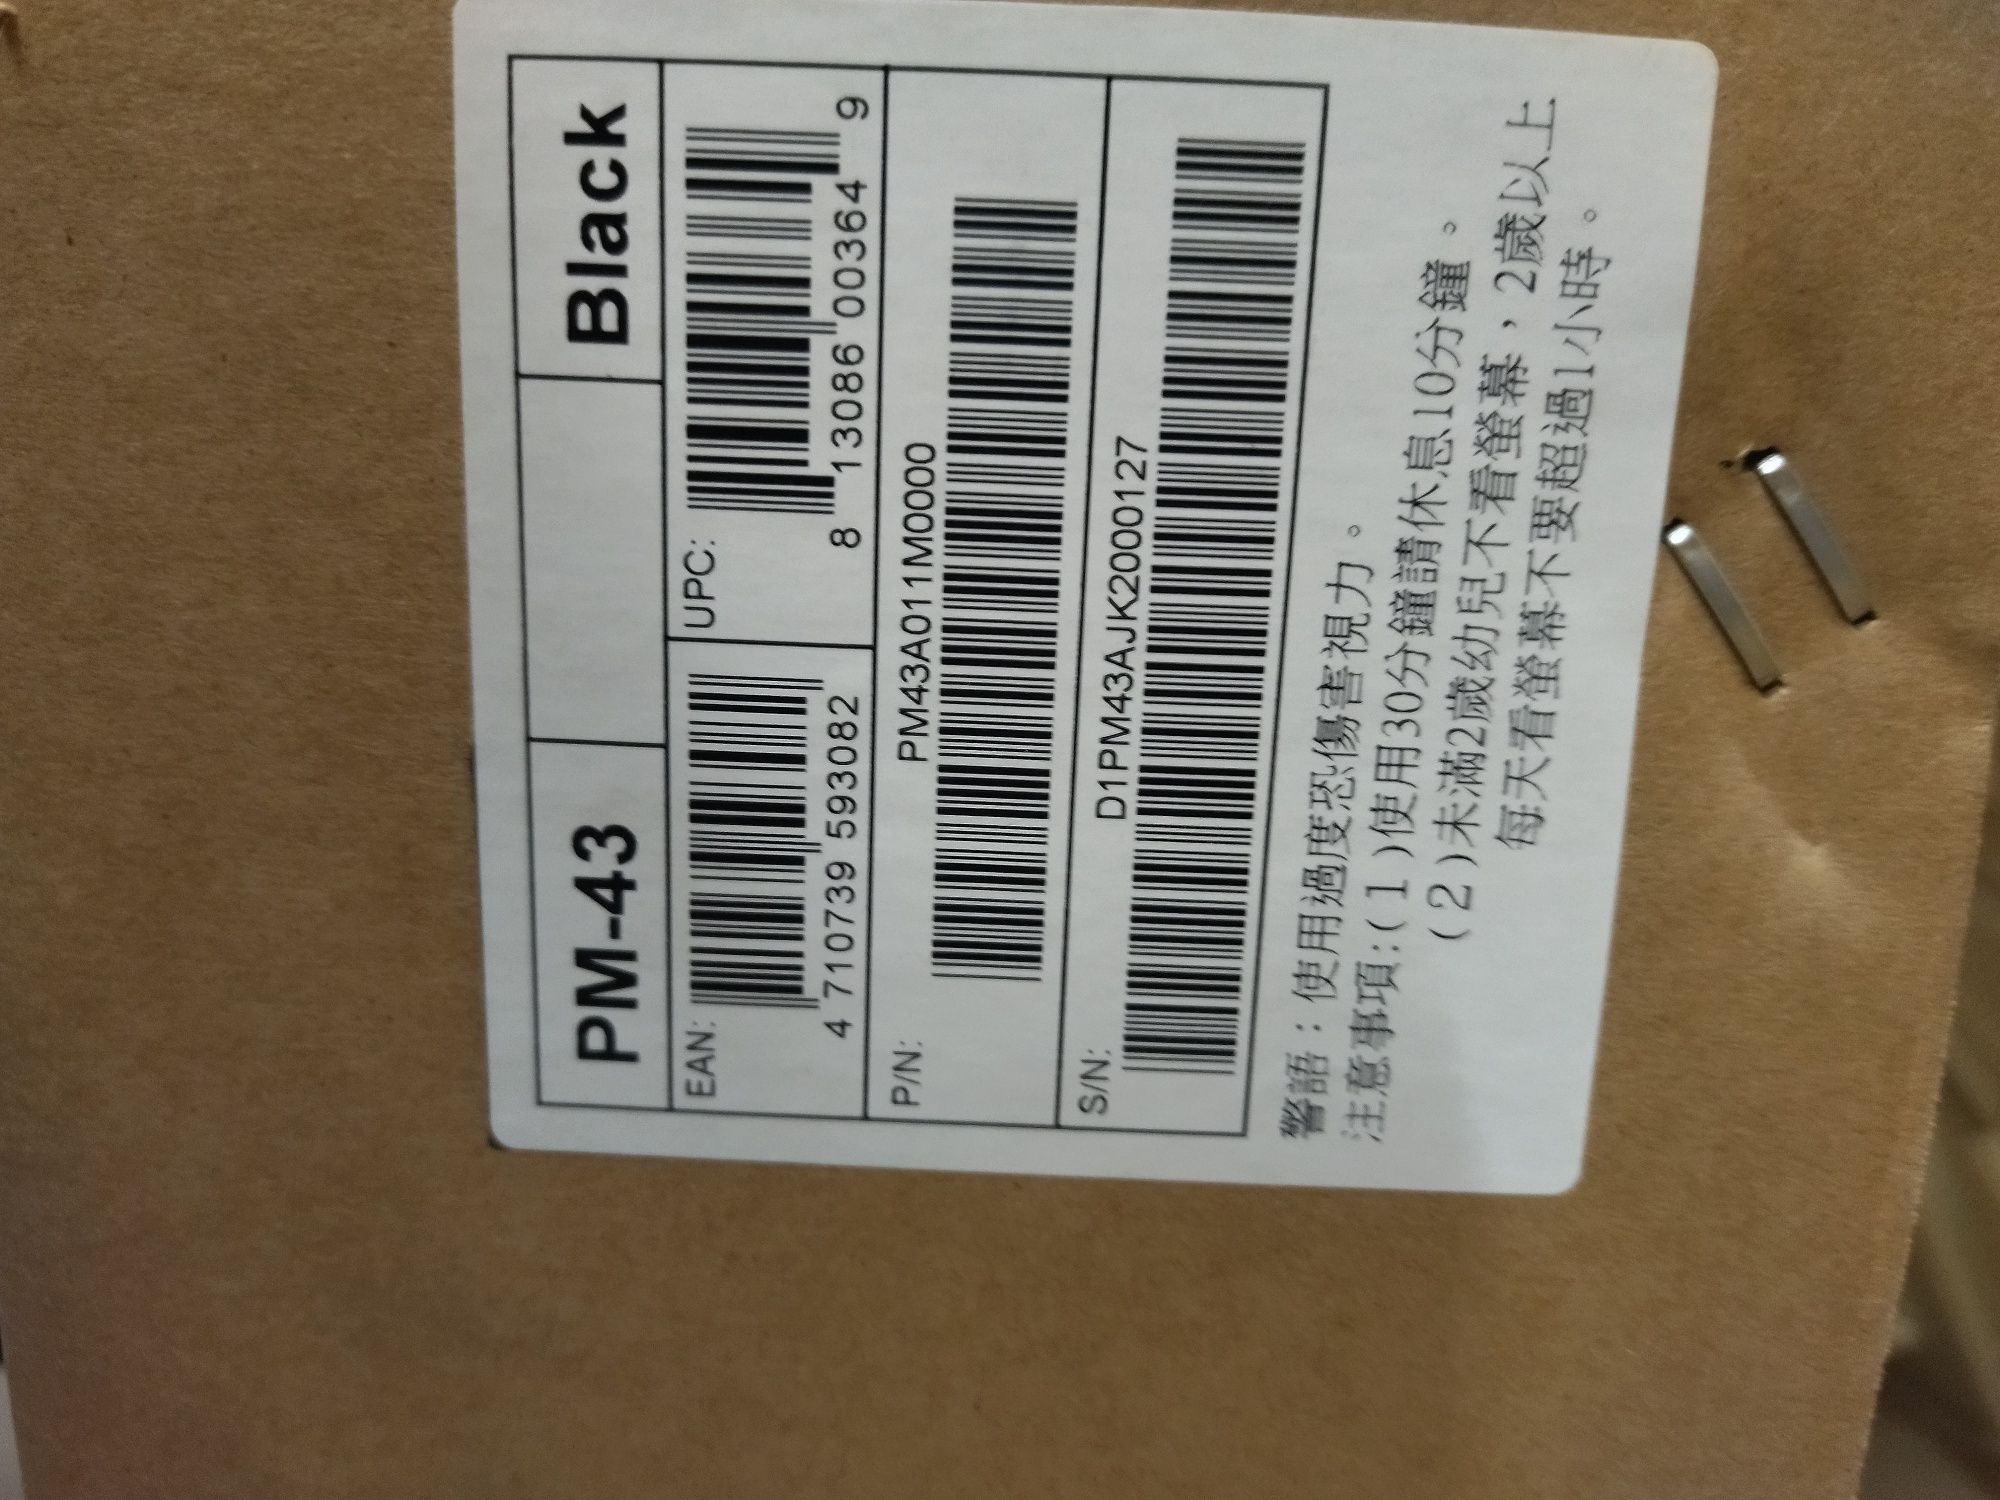 PM-43 Black
EAN: UPC:
4 710739 593082 8 13086 00364 9
P/N: PM43A011M0000
S/N: D1PM43AJK2000127
警語：使用過度恐傷害視力。
注意事項:(1)使用30分鐘請休息10分鐘。
(2)未滿2歲幼兒不看螢幕，2歲以上
每天看螢幕不要超過1小時。